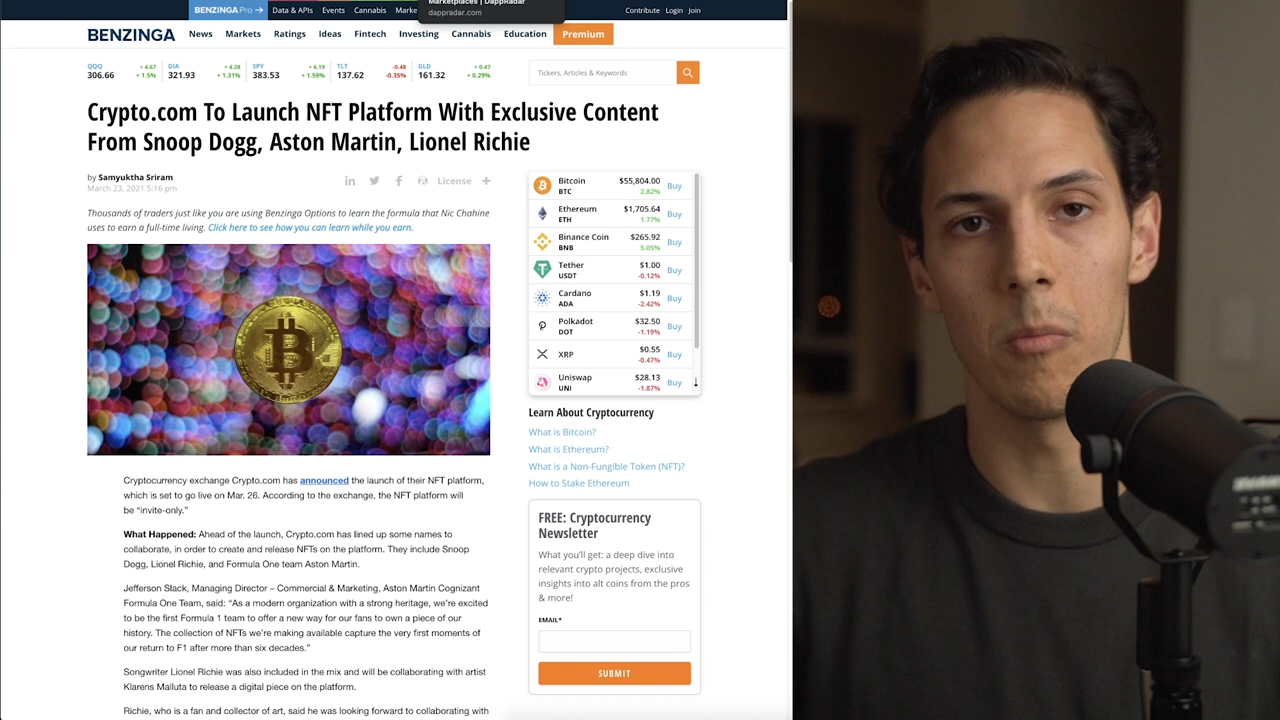 BENZINGA Pro → Data & APIs Events Cannabis Marke Contribute Login Join
Marketplaces | DappRadar
dappradar.com
BENZINGA News Markets Ratings Ideas Fintech Investing Cannabis Education Premium
QQQ + 4.67 DIA + 4.28 SPY + 6.19 TLT -0.48 GLD + 0.47
306.66 + 1.5% 321.93 + 1.31% 383.53 + 1.59% 137.62 -0.35% 161.32 + 0.29%
Tickers, Articles & Keywords
Crypto.com To Launch NFT Platform With Exclusive Content
From Snoop Dogg, Aston Martin, Lionel Richie
by Samyuktha Sriram
March 23, 2021 5:16 pm
License +
Thousands of traders just like you are using Benzinga Options to learn the formula that Nic Chahine
uses to earn a full-time living. Click here to see how you can learn while you earn.
Cryptocurrency exchange Crypto.com has announced the launch of their NFT platform,
which is set to go live on Mar. 26. According to the exchange, the NFT platform will
be “invite-only.”
What Happened: Ahead of the launch, Crypto.com has lined up some names to
collaborate, in order to create and release NFTs on the platform. They include Snoop
Dogg, Lionel Richie, and Formula One team Aston Martin.
Jefferson Slack, Managing Director – Commercial & Marketing, Aston Martin Cognizant
Formula One Team, said: “As a modern organization with a strong heritage, we’re excited
to be the first Formula 1 team to offer a new way for our fans to own a piece of our
history. The collection of NFTs we’re making available capture the very first moments of
our return to F1 after more than six decades.”
Songwriter Lionel Richie was also included in the mix and will be collaborating with artist
Klarens Malluta to release a digital piece on the platform.
Richie, who is a fan and collector of art, said he was looking forward to collaborating with
Bitcoin $55,804.00 Buy
BTC 2.82%
Ethereum $1,705.64 Buy
ETH 1.77%
Binance Coin $265.92 Buy
BNB 5.05%
Tether $1.00 Buy
USDT -0.12%
Cardano $1.19 Buy
ADA -2.42%
Polkadot $32.50 Buy
DOT -1.19%
XRP $0.55 Buy
-0.47%
Uniswap $28.13 Buy
UNI -1.87%
Learn About Cryptocurrency
What is Bitcoin?
What is Ethereum?
What is a Non-Fungible Token (NFT)?
How to Stake Ethereum
FREE: Cryptocurrency
Newsletter
What you’ll get: a deep dive into
relevant crypto projects, exclusive
insights into alt coins from the pros
& more!
EMAIL*
SUBMIT